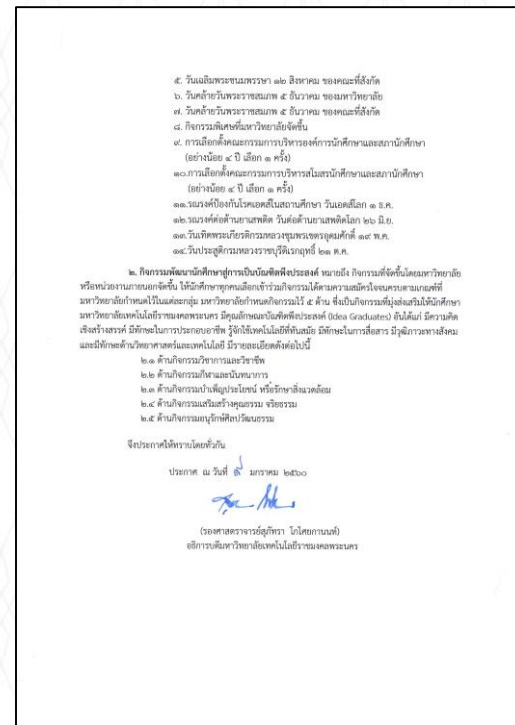 ๕. วันเฉลิมพระชนมพรรษา ๑๒ สิงหาคม ของคณะที่สังกัด
๖. วันคล้ายวันพระราชสมภพ ๕ ธันวาคม ของมหาวิทยาลัย
๗. วันคล้ายวันพระราชสมภพ ๕ ธันวาคม ของคณะที่สังกัด
๘. กิจกรรมพิเศษที่มหาวิทยาลัยจัดขึ้น
๙. การเลือกตั้งคณะกรรมการบริหารองค์การนักศึกษาและสภานักศึกษา
(อย่างน้อย ๔ ปี เลือก ๑ ครั้ง)
๑๐.การเลือกตั้งคณะกรรมการบริหารสโมสรนักศึกษาและสภานักศึกษา
(อย่างน้อย ๔ ปี เลือก ๑ ครั้ง)
๑๑.รณรงค์ป้องกันโรคเอดส์ในสถานศึกษา วันเอดส์โลก ๑ ธ.ค.
๑๒.รณรงค์ต่อต้านยาเสพติด วันต่อต้านยาเสพติดโลก ๒๖ มิ.ย.
๑๓.วันเทิดพระเกียรติกรมหลวงชุมพรเขตรอุดมศักดิ์ ๑๙ พ.ค.
๑๔.วันประสูติกรมหลวงราชบุรีดิเรกฤทธิ์ ๒๑ ต.ค.
๒. กิจกรรมพัฒนานักศึกษาสู่การเป็นบัณฑิตพึงประสงค์ หมายถึง กิจกรรมที่จัดขึ้นโดยมหาวิทยาลัย
หรือหน่วยงานภายนอกจัดขึ้น ให้นักศึกษาทุกคนเลือกเข้าร่วมกิจกรรมได้ตามความสมัครใจจนครบตามเกณฑ์ที่
มหาวิทยาลัยกำหนดไว้ในแต่ละกลุ่ม มหาวิทยาลัยกำหนดกิจกรรมไว้ ๕ ด้าน ซึ่งเป็นกิจกรรมที่มุ่งส่งเสริมให้นักศึกษา
มหาวิทยาลัยเทคโนโลยีราชมงคลพระนคร มีคุณลักษณะบัณฑิตพึงประสงค์ (Idea Graduates) อันได้แก่ มีความคิด
เชิงสร้างสรรค์ มีทักษะในการประกอบอาชีพ รู้จักใช้เทคโนโลยีที่ทันสมัย มีทักษะในการสื่อสาร มีวุฒิภาวะทางสังคม
และมีทักษะด้านวิทยาศาสตร์และเทคโนโลยี มีรายละเอียดดังต่อไปนี้
๒.๑ ด้านกิจกรรมวิชาการและวิชาชีพ
๒.๒ ด้านกิจกรรมกีฬาและนันทนาการ
๒.๓ ด้านกิจกรรมบำเพ็ญประโยชน์ หรือรักษาสิ่งแวดล้อม
๒.๔ ด้านกิจกรรมเสริมสร้างคุณธรรม จริยธรรม
๒.๕ ด้านกิจกรรมอนุรักษ์ศิลปวัฒนธรรม
จึงประกาศให้ทราบโดยทั่วกัน
ประกาศ ณ วันที่ ๙ มกราคม ๒๕๖๐
(รองศาสตราจารย์สุภัทรา โกไศยกานนท์)
อธิการบดีมหาวิทยาลัยเทคโนโลยีราชมงคลพระนคร